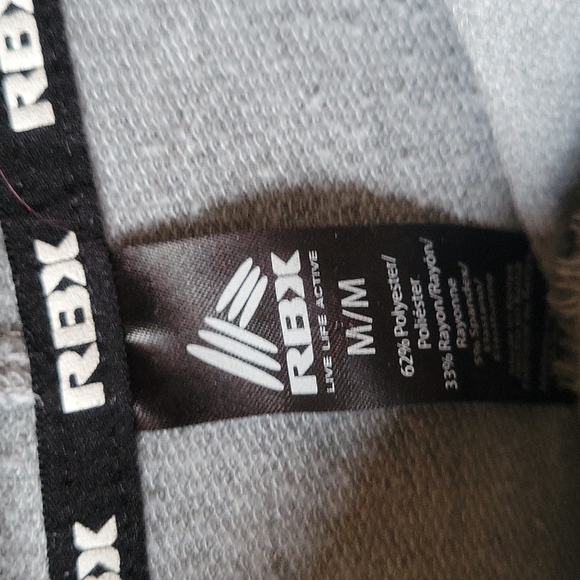 RBX
RBX
RBX
RBX
LIVE LIFE ACTIVE
M/M
62% Polyester/
Poliéster
33% Rayon/Rayón/
Rayonne